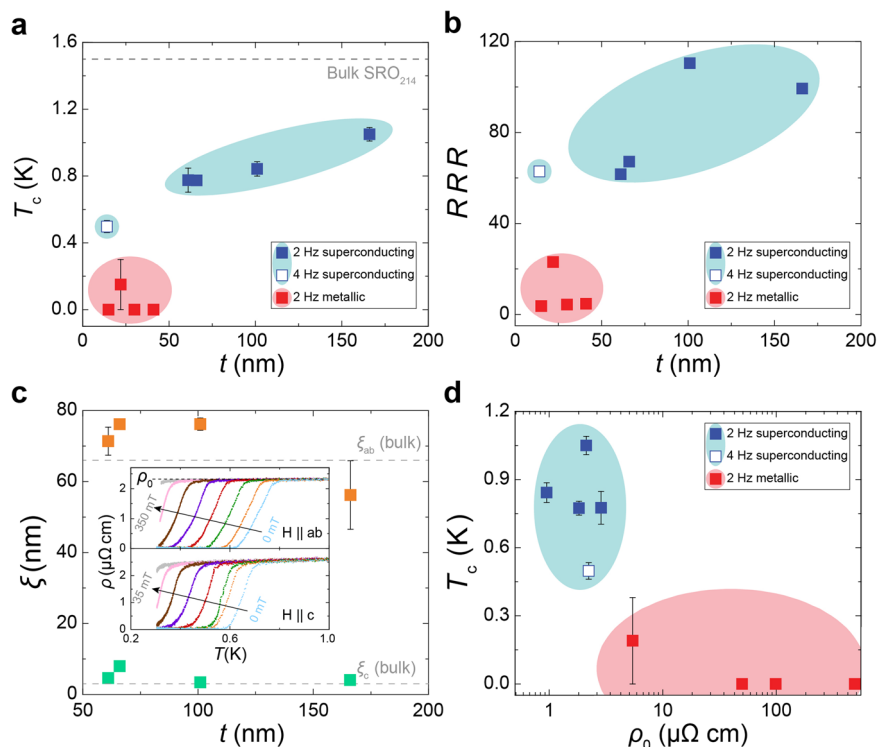 a
1.6
1.2
0.8
0.4
0.0
T_c (K)
Bulk SRO_214
2 Hz superconducting
4 Hz superconducting
2 Hz metallic
0 50 100 150 200
t (nm)
b
120
80
40
0
RRR
2 Hz superconducting
4 Hz superconducting
2 Hz metallic
0 50 100 150 200
t (nm)
c
80
60
40
20
0
ξ (nm)
ξ_ab (bulk)
ρ_0
2
1
0
350 mT
0 mT
H || ab
ρ (μΩ cm)
2
1
0
35 mT
0 mT
H || c
0.2 0.6 1.0
T(K)
ξ_c (bulk)
0 50 100 150 200
t (nm)
d
1.2
0.9
0.6
0.3
0.0
T_c (K)
2 Hz superconducting
4 Hz superconducting
2 Hz metallic
1 10 100
ρ_0 (μΩ cm)